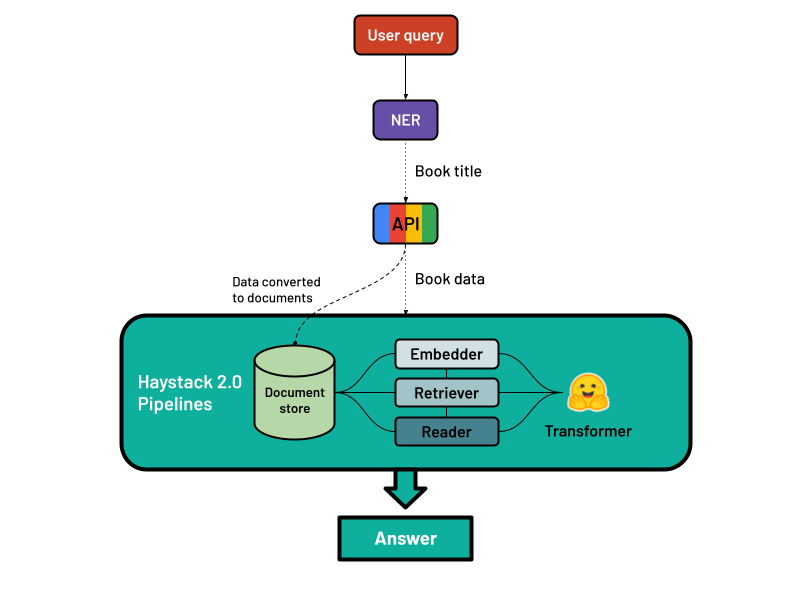 User query
NER
Book title
API
Data converted
to documents
Book data
Haystack 2.0
Pipelines
Document
store
Embedder
Retriever
Reader
Transformer
Answer